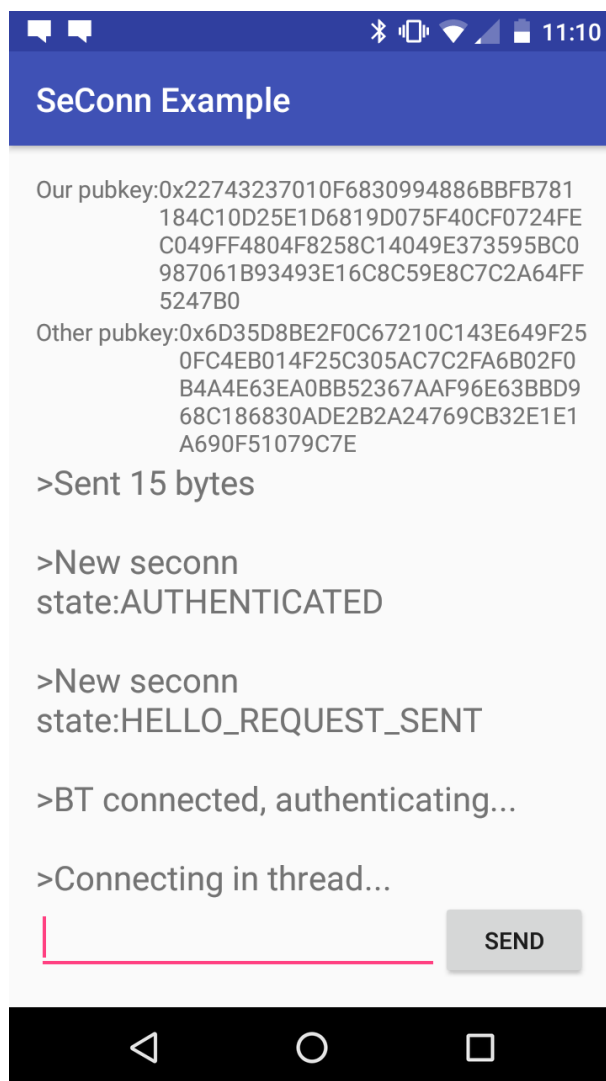 11:10
SeConn Example
Our pubkey:0x22743237010F6830994886BBFB781
184C10D25E1D6819D075F40CF0724FE
C049FF4804F8258C14049E373595BC0
987061B93493E16C8C59E8C7C2A64FF
5247B0
Other pubkey:0x6D35D8BE2F0C67210C143E649F25
0FC4EB014F25C305AC7C2FA6B02F0
B4A4E63EA0BB52367AAF96E63BBD9
68C186830ADE2B2A24769CB32E1E1
A690F51079C7E
>Sent 15 bytes
>New seconn
state:AUTHENTICATED
>New seconn
state:HELLO_REQUEST_SENT
>BT connected, authenticating...
>Connecting in thread...
SEND